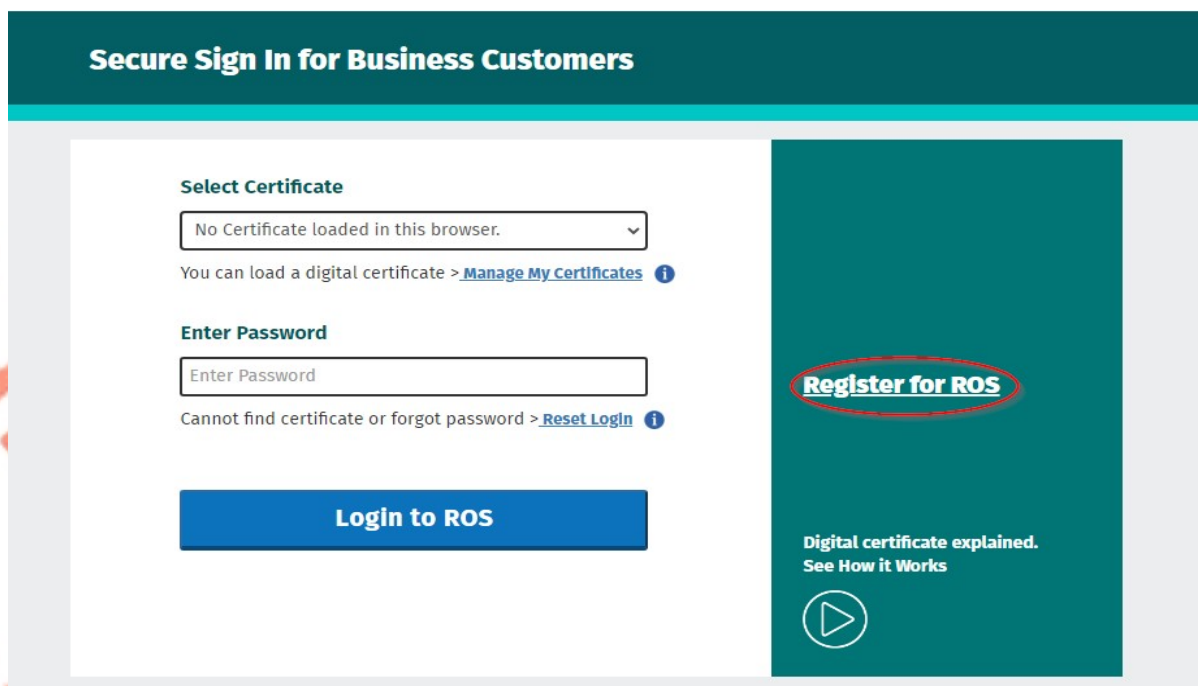 Secure Sign In for Business Customers
Select Certificate
No Certificate loaded in this browser.
You can load a digital certificate > Manage My Certificates i
Enter Password
Enter Password
Cannot find certificate or forgot password > Reset Login i
Login to ROS
Register for ROS
Digital certificate explained.
See How it Works